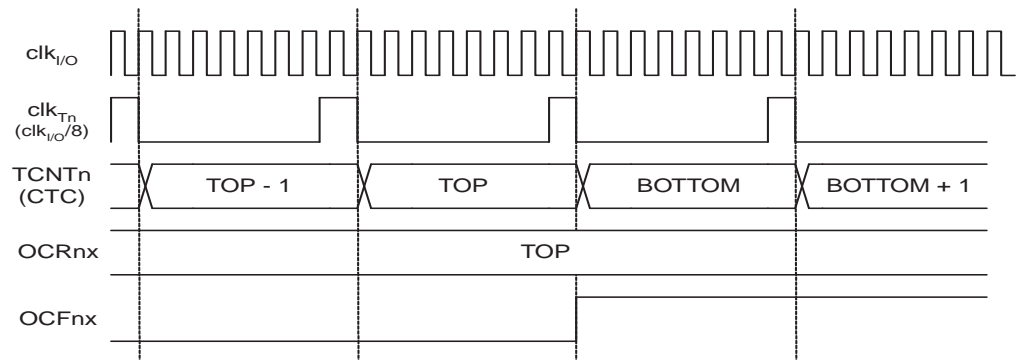 clkI/O
clkTn
(clkI/O/8)
TCNTn
(CTC)
TOP - 1
TOP
BOTTOM
BOTTOM + 1
OCRnx
TOP
OCFnx